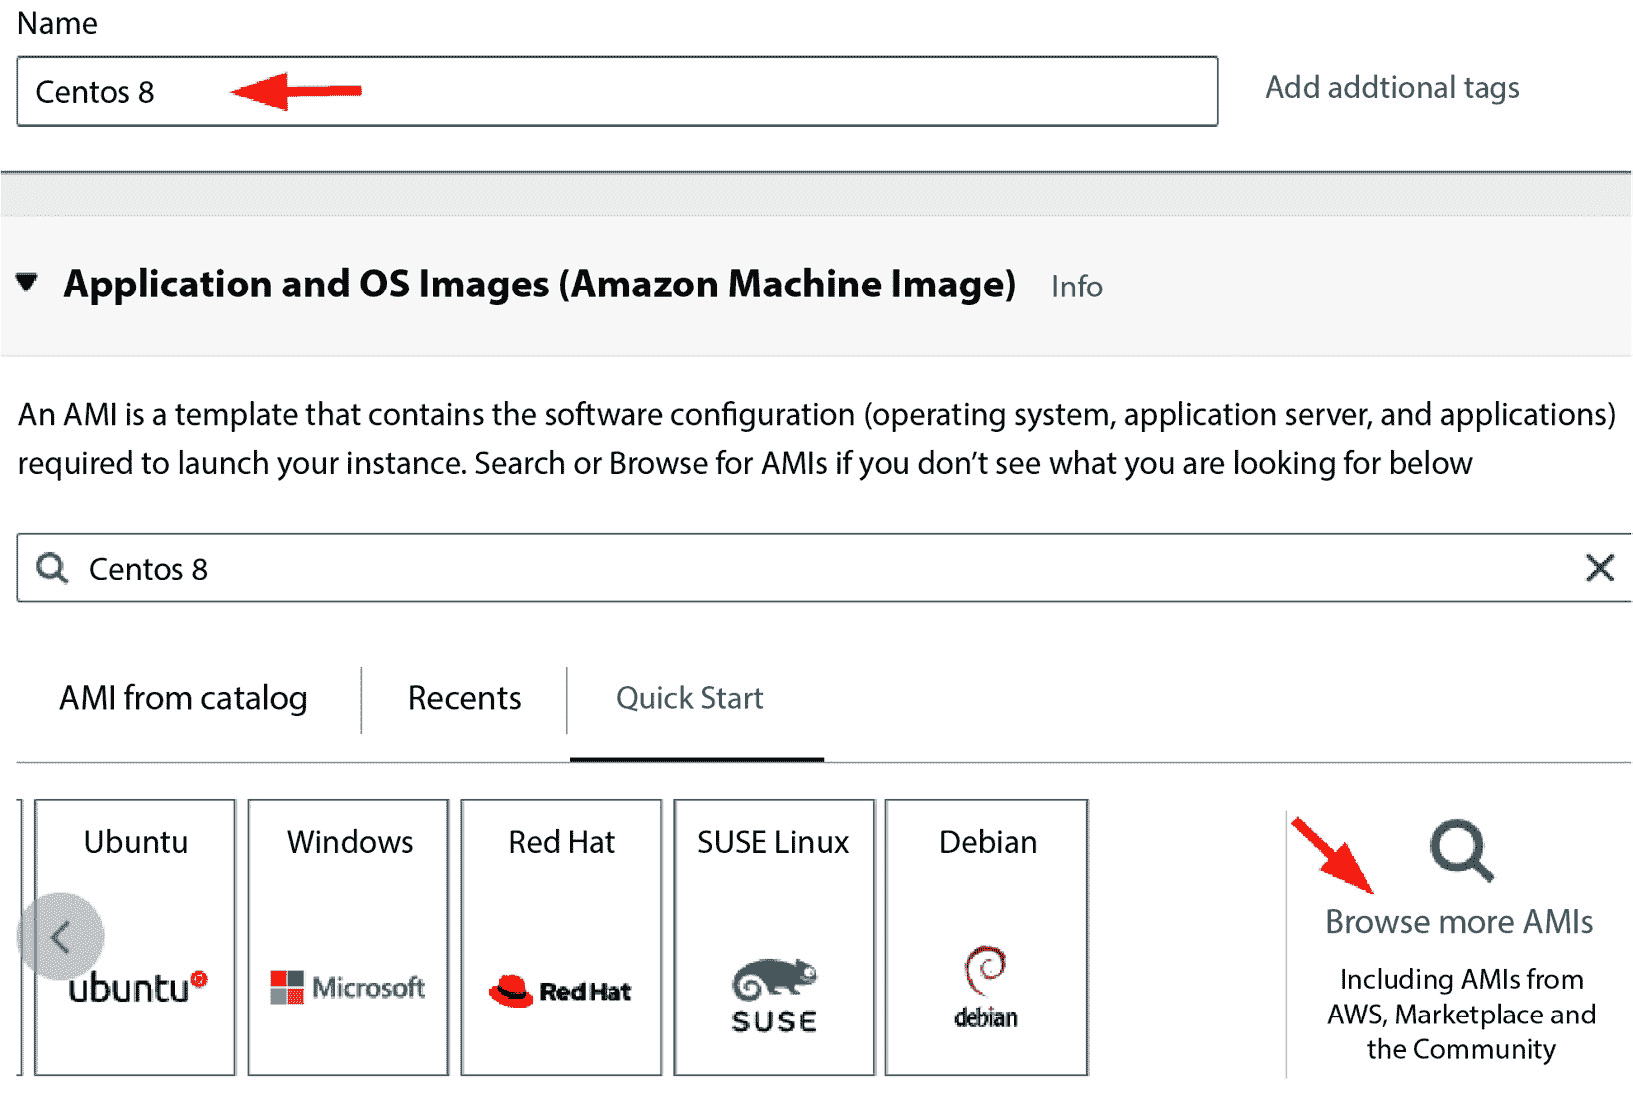 Name
Centos 8
Add addtional tags
Application and OS Images (Amazon Machine Image) Info
An AMI is a template that contains the software configuration (operating system, application server, and applications)
required to launch your instance. Search or Browse for AMIs if you don’t see what you are looking for below
Centos 8
AMI from catalog
Recents
Quick Start
Ubuntu
ubuntu
Windows
Microsoft
Red Hat
Red Hat
SUSE Linux
SUSE
Debian
debian
Browse more AMIs
Including AMIs from
AWS, Marketplace and
the Community